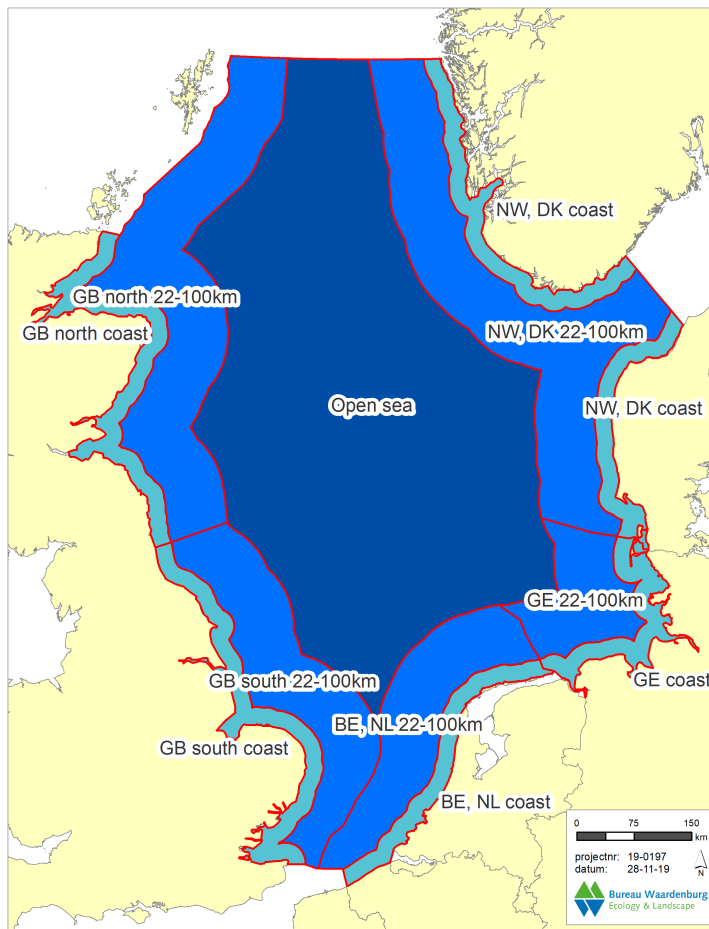 NW, DK coast
GB north 22-100km
GB north coast
NW, DK 22-100km
Open sea
NW, DK coast
GE 22-100km
GB south 22-100km
GE coast
BE, NL 22-100km
GB south coast
BE, NL coast
0 75 150
km
projectnr: 19-0197
datum: 28-11-19
N
Bureau Waardenburg
Ecology & Landscape